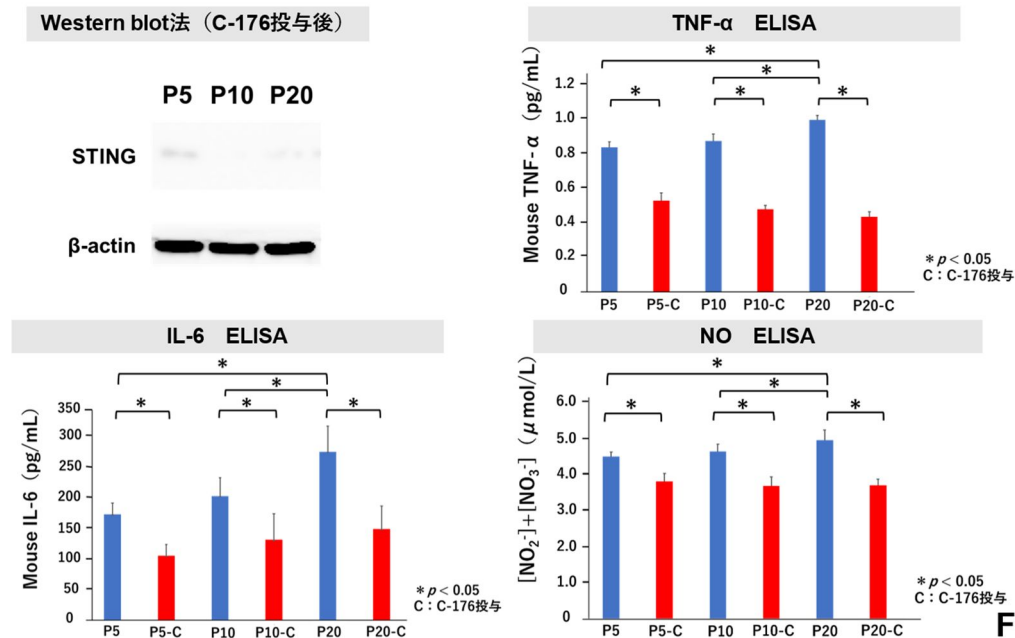 Western blot法（C-176投与後）
P5 P10 P20
STING
β-actin
TNF-α ELISA
Mouse TNF-α（pg/mL）
*
*
* * *
1.2
1.0
0.8
0.6
0.4
0.2
0
P5 P5-C P10 P10-C P20 P20-C
＊p < 0.05
C：C-176投与
IL-6 ELISA
Mouse IL-6（pg/mL）
*
*
* * *
350
300
250
200
150
100
50
0
P5 P5-C P10 P10-C P20 P20-C
＊p < 0.05
C：C-176投与
NO ELISA
[NO₂⁻]+[NO₃⁻]（μmol/L）
*
*
* * *
6.0
5.0
4.0
3.0
2.0
1.0
0
P5 P5-C P10 P10-C P20 P20-C
＊p < 0.05
C：C-176投与
F